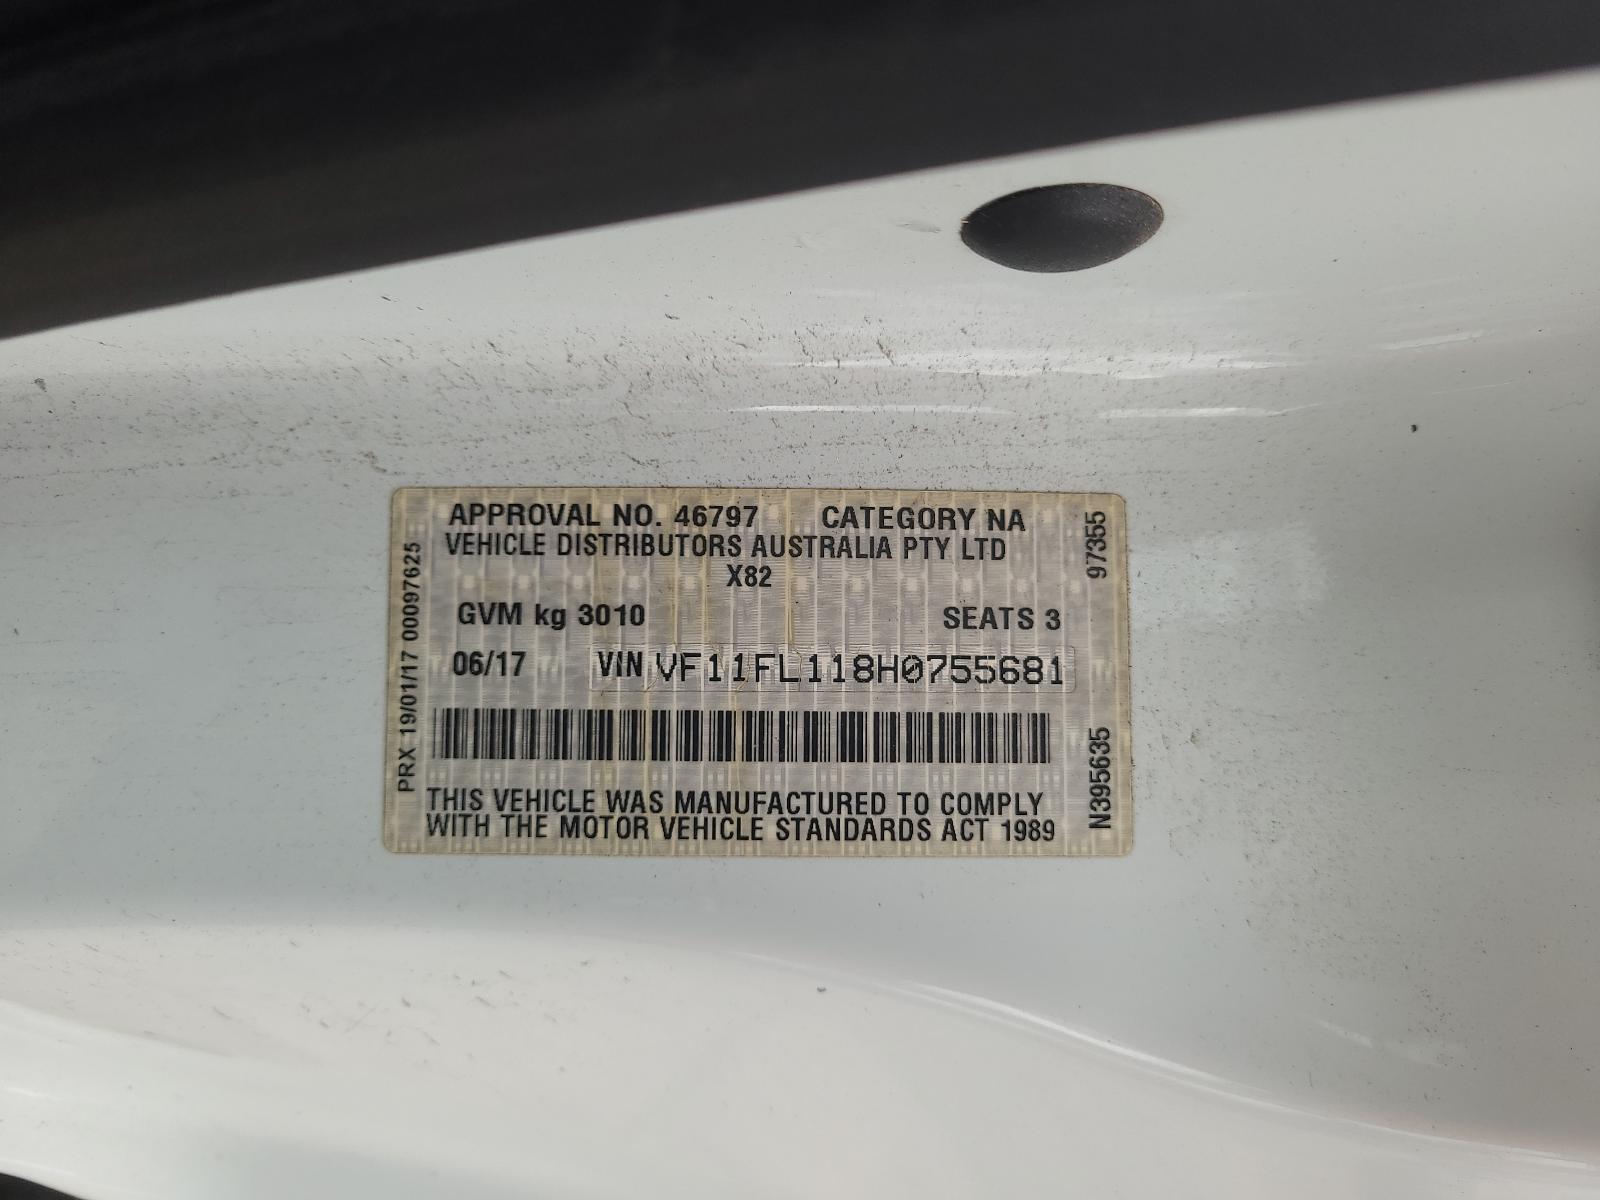 APPROVAL NO. 46797 CATEGORY NA
VEHICLE DISTRIBUTORS AUSTRALIA PTY LTD
X82
GVM kg 3010 SEATS 3
06/17 VIN VF11FL118H0755681
THIS VEHICLE WAS MANUFACTURED TO COMPLY
WITH THE MOTOR VEHICLE STANDARDS ACT 1989
PRX 19/01/17 00097625
97355
N395635